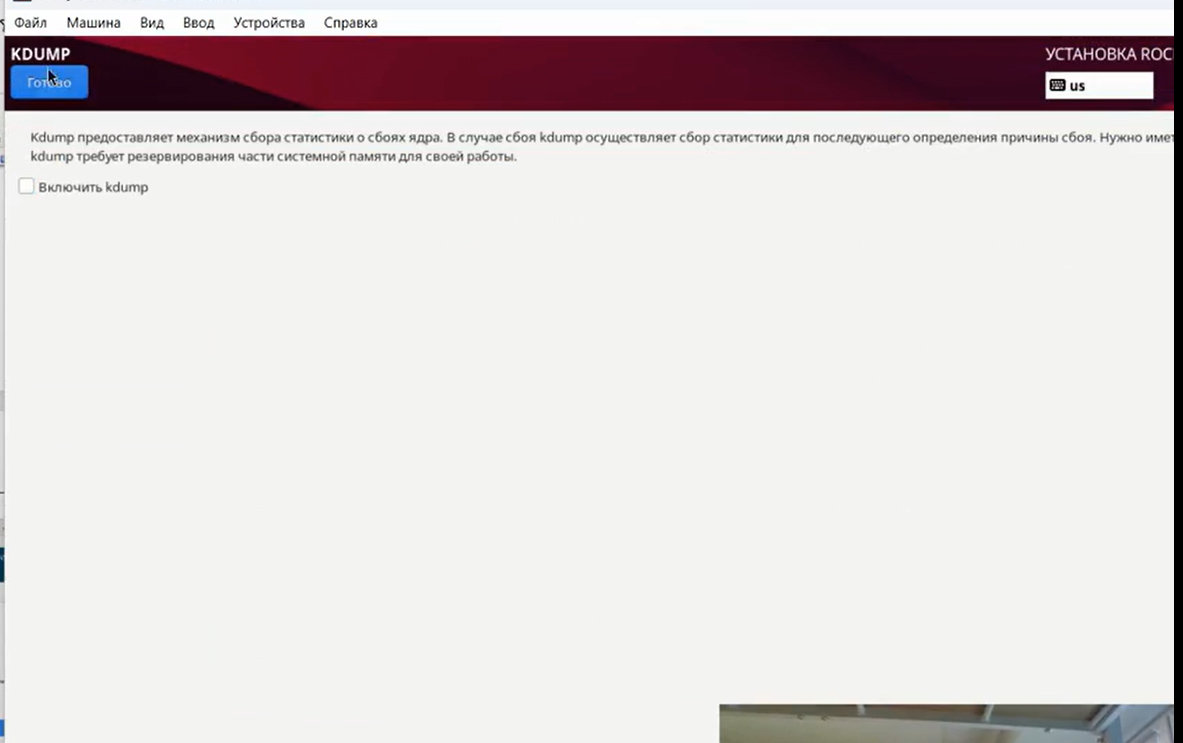 Файл Машина Вид Ввод Устройства Справка
KDUMP
УСТАНОВКА ROC
Готово
us
Kdump предоставляет механизм сбора статистики о сбоях ядра. В случае сбоя kdump осуществляет сбор статистики для последующего определения причины сбоя. Нужно имет
kdump требует резервирования части системной памяти для своей работы.
Включить kdump